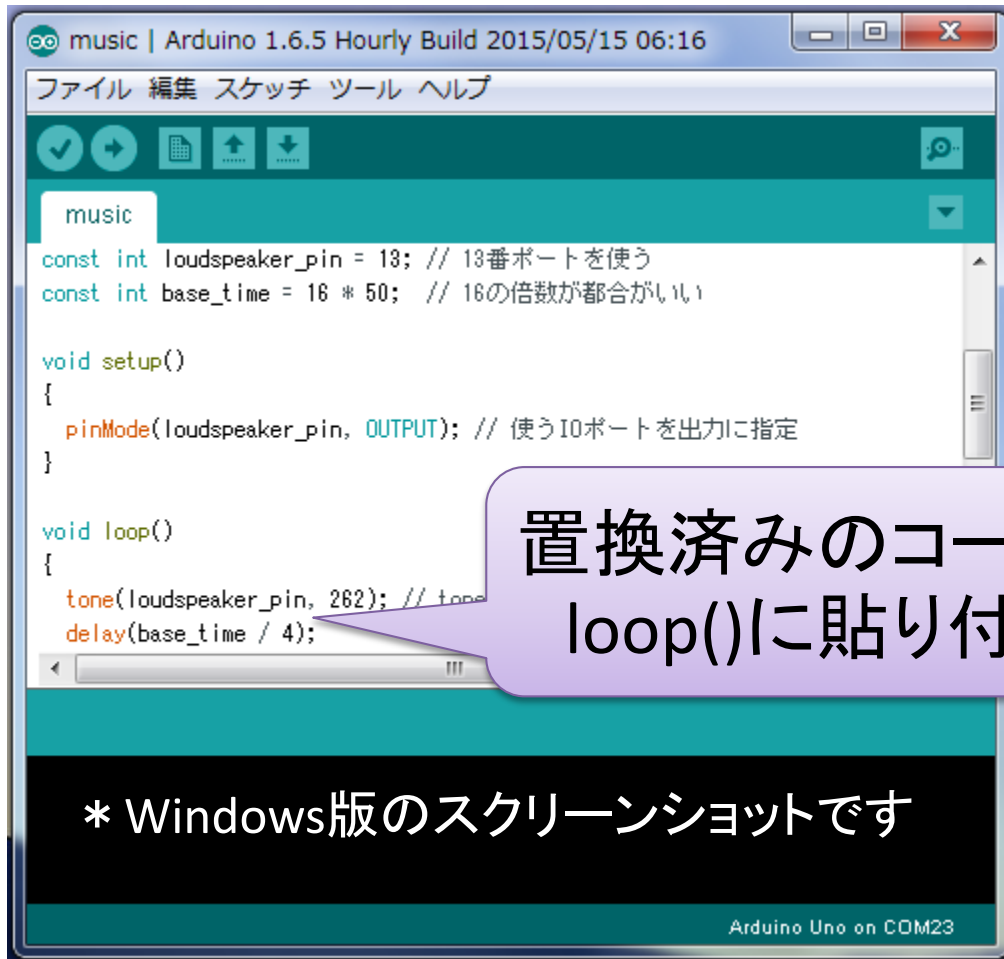 music | Arduino 1.6.5 Hourly Build 2015/05/15 06:16
ファイル 編集 スケッチ ツール ヘルプ
music
const int loudspeaker_pin = 13; // 13番ポートを使う
const int base_time = 16 * 50; // 16の倍数が都合がいい
void setup()
{
pinMode(loudspeaker_pin, OUTPUT); // 使うIOポートを出力に指定
}
void loop()
{
tone(loudspeaker_pin, 262); // tone
delay(base_time / 4);
置換済みのコー
loop()に貼り付
＊Windows版のスクリーンショットです
Arduino Uno on COM23